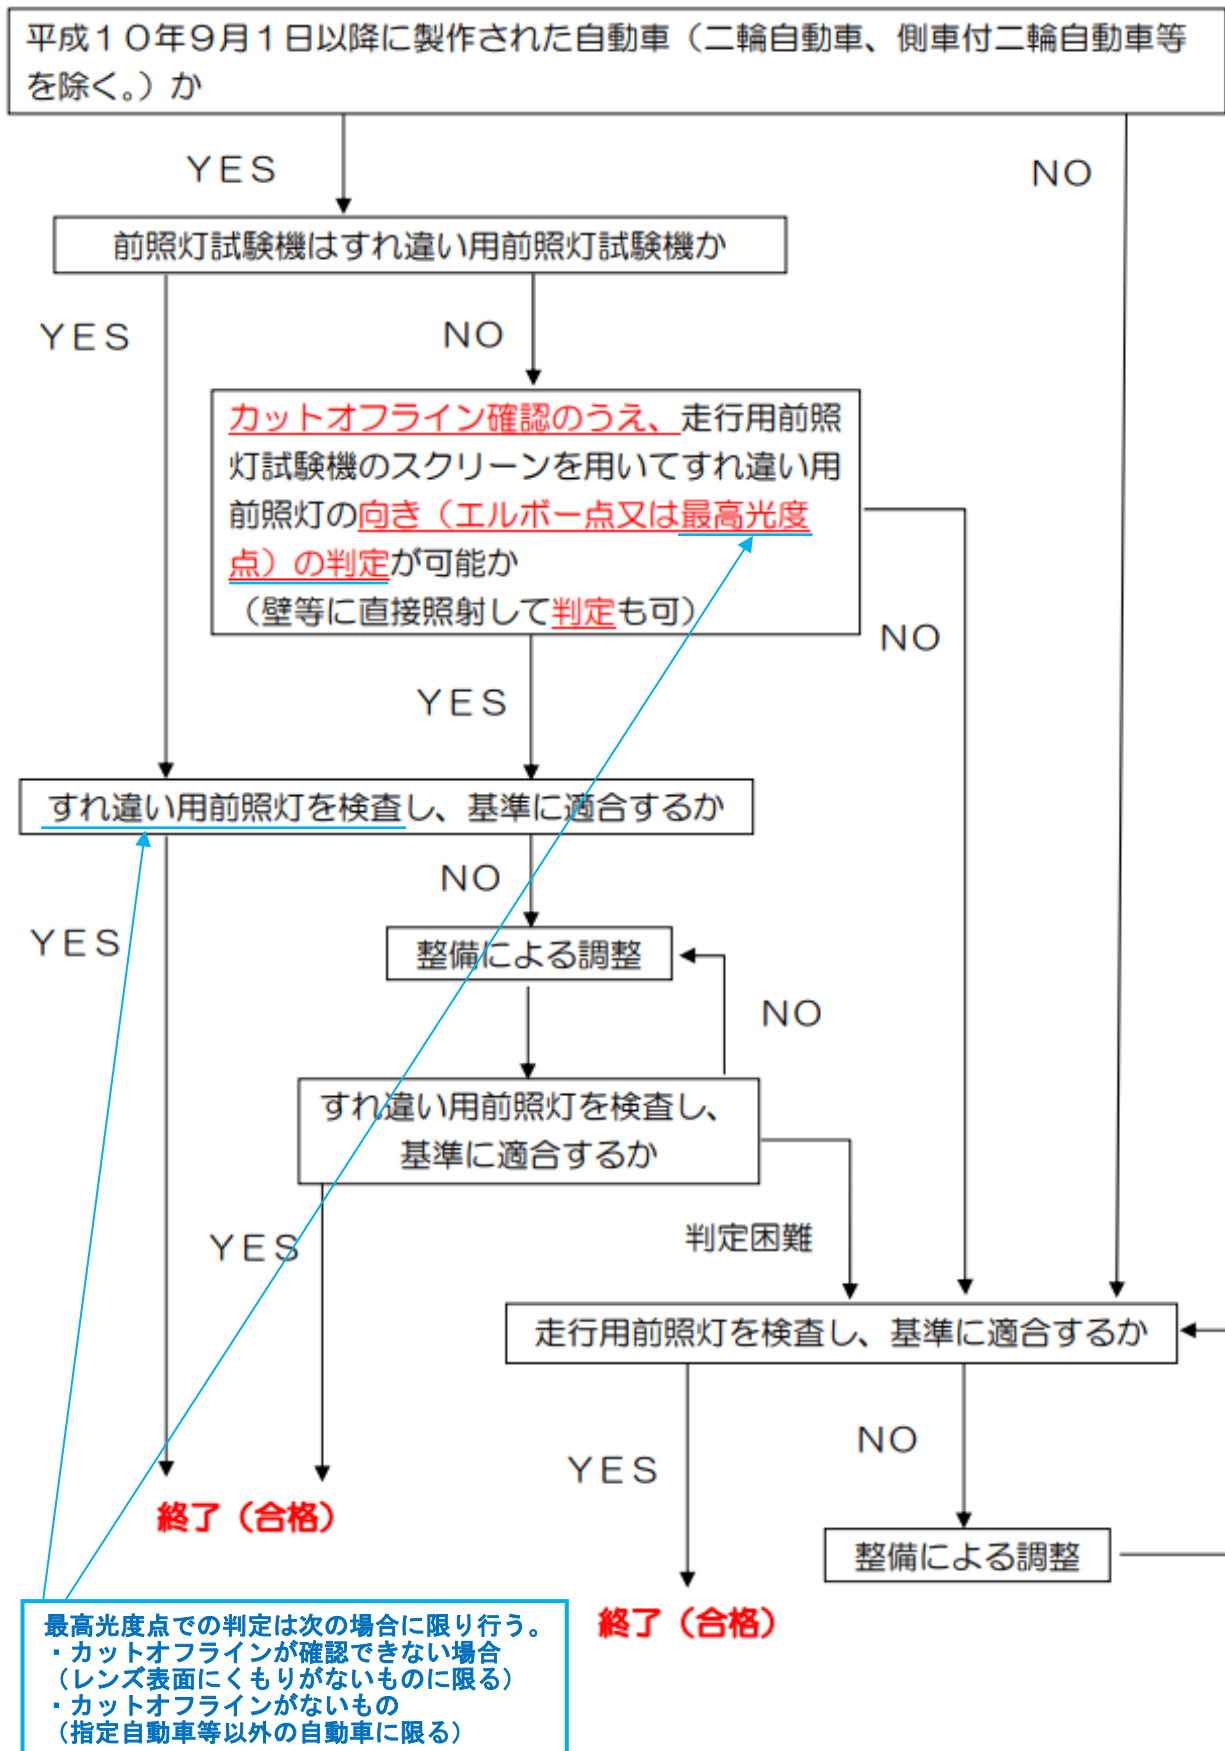 平成１０年９月１日以降に製作された自動車（二輪自動車、側車付二輪自動車等
を除く。）か
YES
NO
前照灯試験機はすれ違い用前照灯試験機か
YES
NO
カットオフライン確認のうえ、走行用前照
灯試験機のスクリーンを用いてすれ違い用
前照灯の向き（エルボー点又は最高光度
点）の判定が可能か
（壁等に直接照射して判定も可）
NO
YES
すれ違い用前照灯を検査し、基準に適合するか
NO
YES
整備による調整
NO
すれ違い用前照灯を検査し、
基準に適合するか
YES
判定困難
走行用前照灯を検査し、基準に適合するか
NO
YES
終了（合格）
整備による調整
終了（合格）
最高光度点での判定は次の場合に限り行う。
・カットオフラインが確認できない場合
（レンズ表面にくもりがないものに限る）
・カットオフラインがないもの
（指定自動車等以外の自動車に限る）